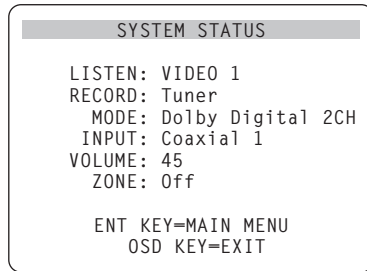 SYSTEM STATUS
LISTEN: VIDEO 1
RECORD: Tuner
MODE: Dolby Digital 2CH
INPUT: Coaxial 1
VOLUME: 45
ZONE: Off
ENT KEY=MAIN MENU
OSD KEY=EXIT